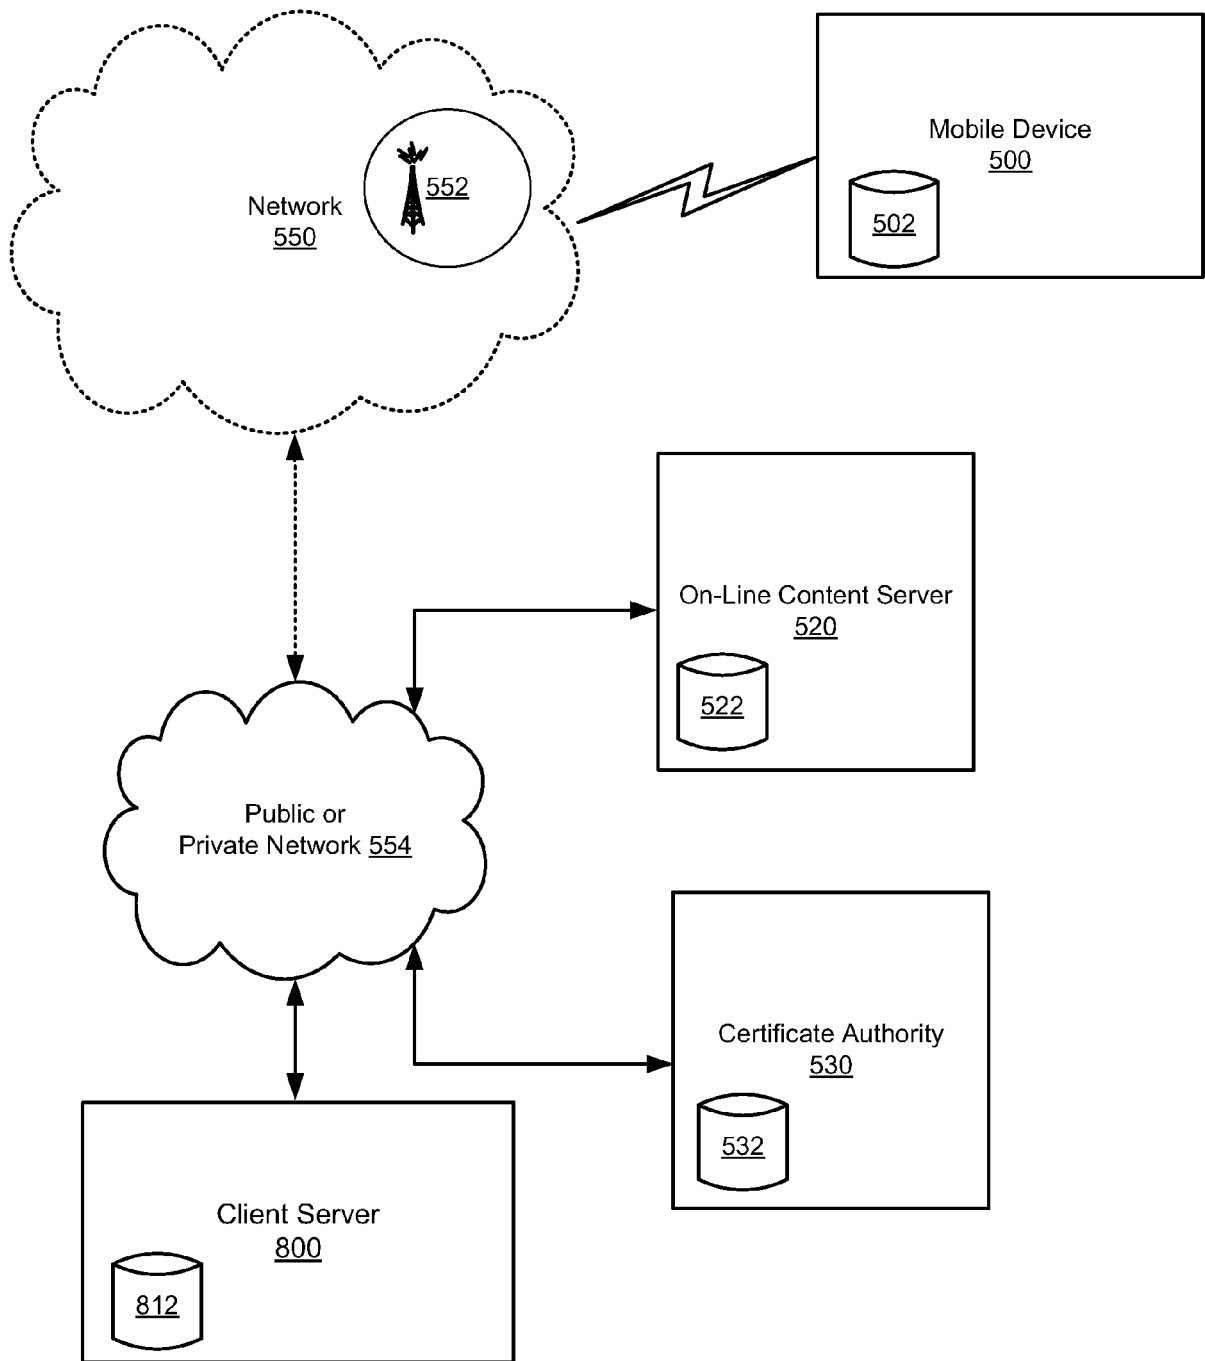 Mobile Device
500
502
552
Network
550
On-Line Content Server
520
522
Public or
Private Network 554
Certificate Authority
530
532
Client Server
800
812